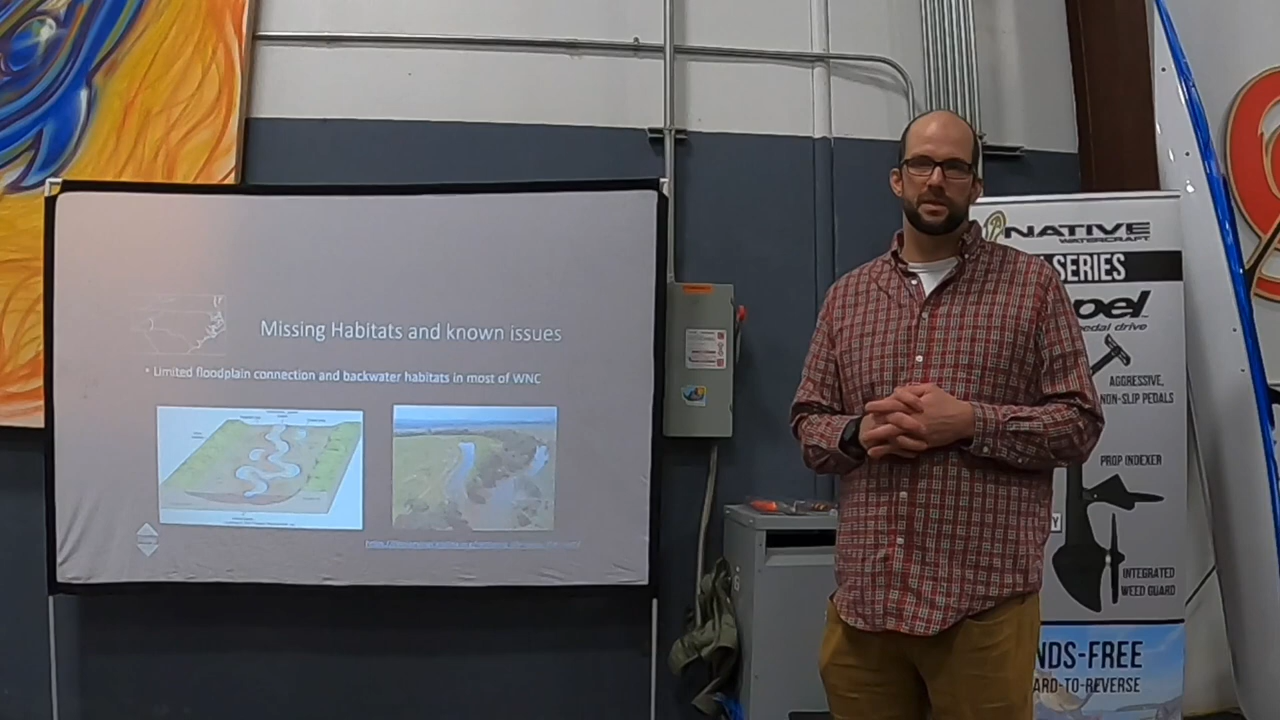 Missing Habitats and known issues
• Limited floodplain connection and backwater habitats in most of WNC
NATIVE
WATERCRAFT
SERIES
pel
pedal drive
AGGRESSIVE,
NON-SLIP PEDALS
PROP INDEXER
Y
INTEGRATED
WEED GUARD
NDS-FREE
ARD-TO-REVERSE